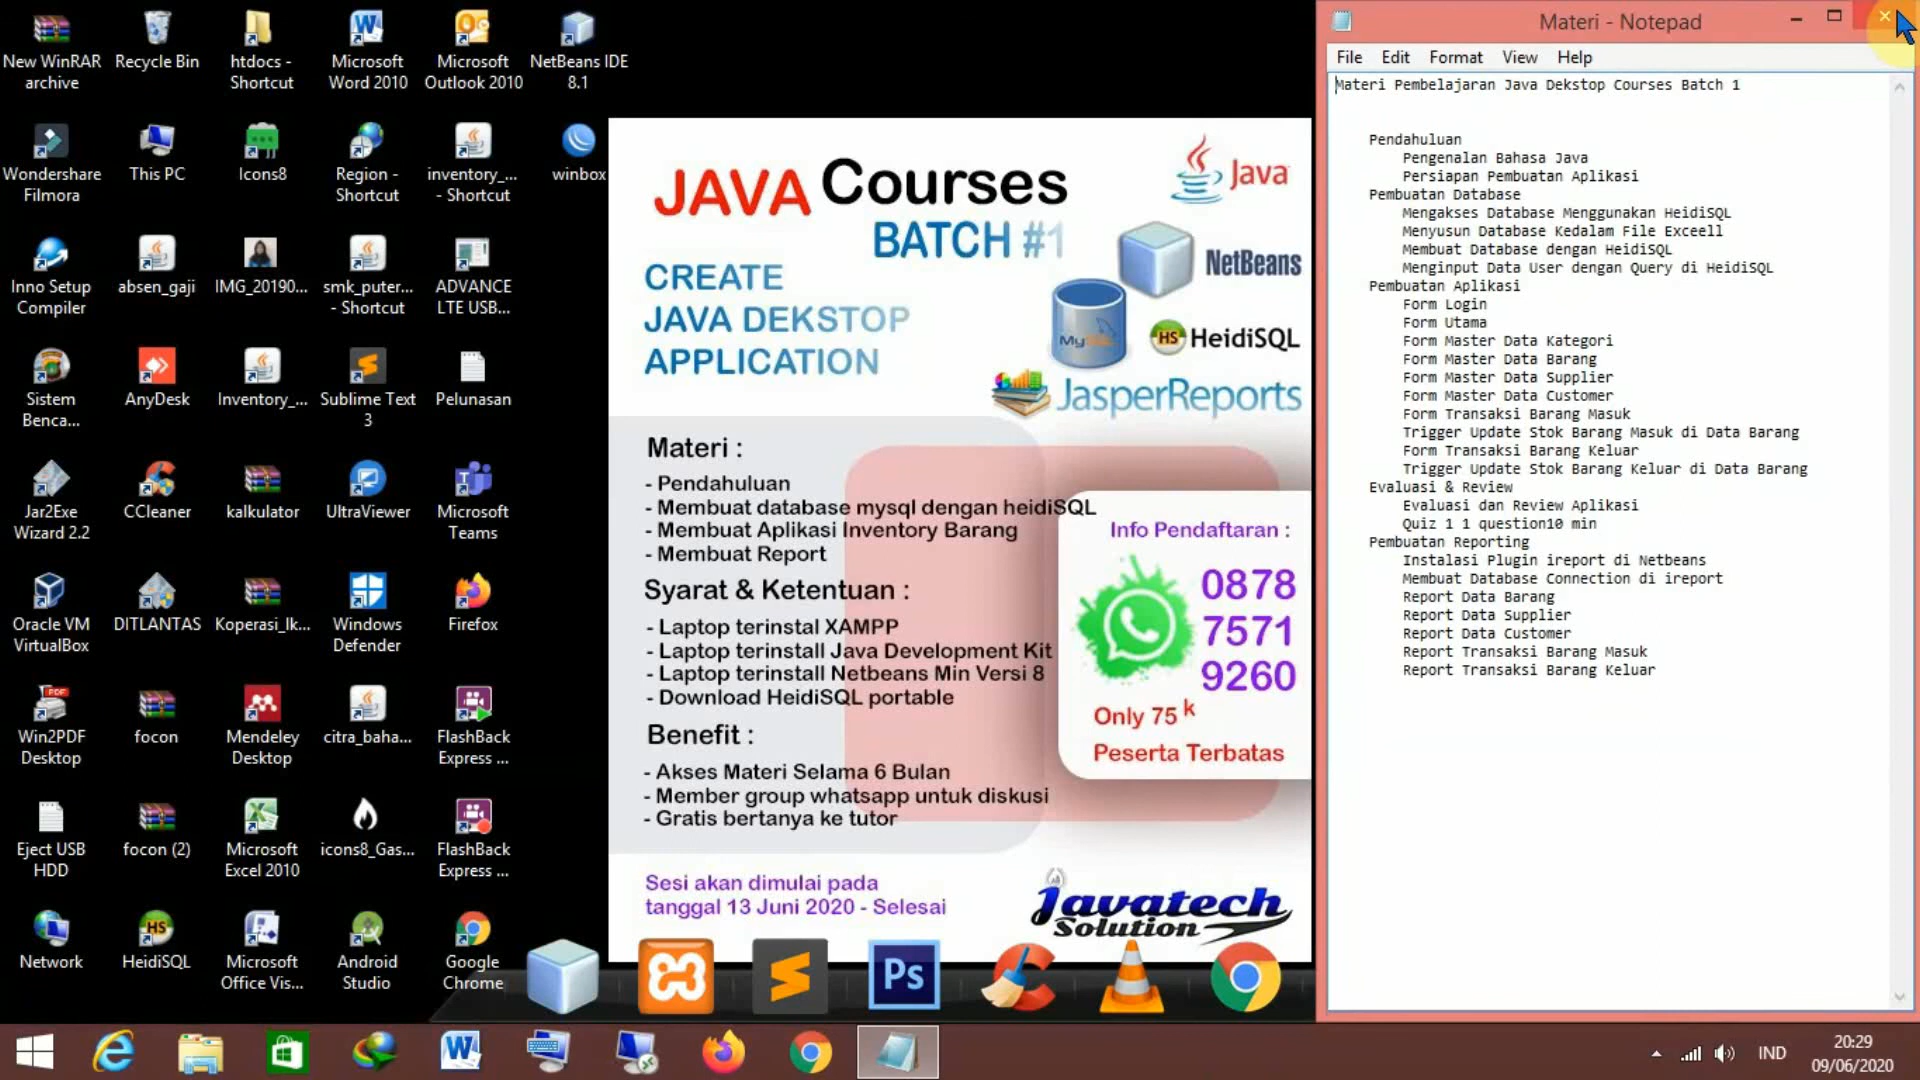 New WinRAR archive
Recycle Bin
htdocs - Shortcut
Microsoft Word 2010
Microsoft Outlook 2010
NetBeans IDE 8.1
Wondershare Filmora
This PC
Icons8
Region - Shortcut
inventory_... - Shortcut
winbox
Inno Setup Compiler
absen_gaji
IMG_20190...
smk_puter... - Shortcut
ADVANCE LTE USB...
Sistem Benca...
AnyDesk
Inventory_...
Sublime Text 3
Pelunasan
Jar2Exe Wizard 2.2
CCleaner
kalkulator
UltraViewer
Microsoft Teams
Oracle VM VirtualBox
DITLANTAS
Koperasi_Ik...
Windows Defender
Firefox
Win2PDF Desktop
focon
Mendeley Desktop
citra_baha...
FlashBack Express ...
Eject USB HDD
focon (2)
Microsoft Excel 2010
icons8_Gas...
FlashBack Express ...
Network
HeidiSQL
Microsoft Office Vis...
Android Studio
Google Chrome
JAVA Courses
BATCH #1
CREATE
JAVA DEKSTOP
APPLICATION
Java
NetBeans
MySQL
HS HeidiSQL
JasperReports
Materi :
- Pendahuluan
- Membuat database mysql dengan heidiSQL
- Membuat Aplikasi Inventory Barang
- Membuat Report
Syarat & Ketentuan :
- Laptop terinstal XAMPP
- Laptop terinstall Java Development Kit
- Laptop terinstall Netbeans Min Versi 8
- Download HeidiSQL portable
Benefit :
- Akses Materi Selama 6 Bulan
- Member group whatsapp untuk diskusi
- Gratis bertanya ke tutor
Info Pendaftaran :
0878
7571
9260
Only 75 k
Peserta Terbatas
Sesi akan dimulai pada
tanggal 13 Juni 2020 - Selesai
Javatech
Solution
Ps
Materi - Notepad
File Edit Format View Help
Materi Pembelajaran Java Dekstop Courses Batch 1
Pendahuluan
Pengenalan Bahasa Java
Persiapan Pembuatan Aplikasi
Pembuatan Database
Mengakses Database Menggunakan HeidiSQL
Menyusun Database Kedalam File Exceell
Membuat Database dengan HeidiSQL
Menginput Data User dengan Query di HeidiSQL
Pembuatan Aplikasi
Form Login
Form Utama
Form Master Data Kategori
Form Master Data Barang
Form Master Data Supplier
Form Master Data Customer
Form Transaksi Barang Masuk
Trigger Update Stok Barang Masuk di Data Barang
Form Transaksi Barang Keluar
Trigger Update Stok Barang Keluar di Data Barang
Evaluasi & Review
Evaluasi dan Review Aplikasi
Quiz 1 1 question10 min
Pembuatan Reporting
Instalasi Plugin ireport di Netbeans
Membuat Database Connection di ireport
Report Data Barang
Report Data Supplier
Report Data Customer
Report Transaksi Barang Masuk
Report Transaksi Barang Keluar
IND
20:29
09/06/2020